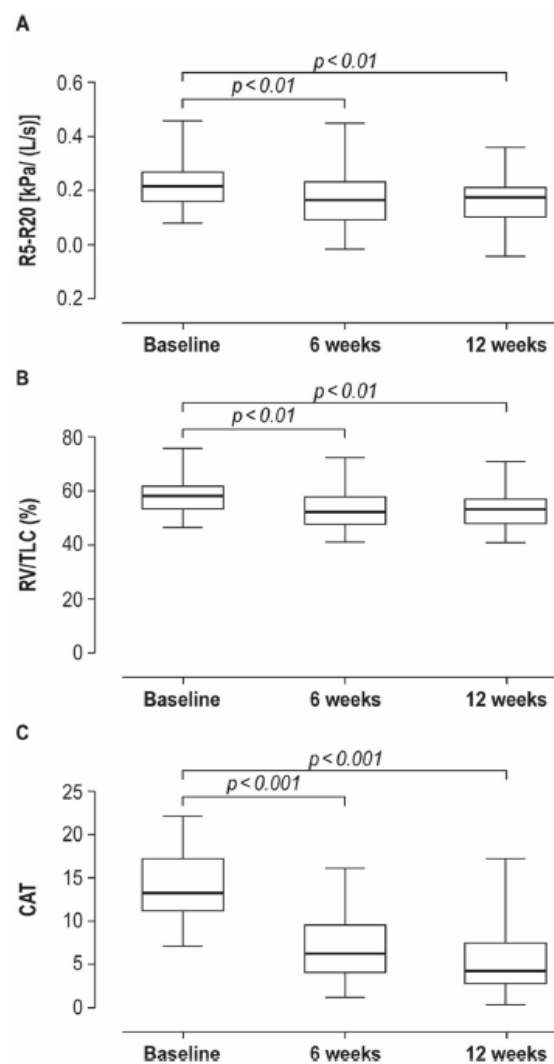 A
p < 0.01
p < 0.01
0.6
0.4
0.2
0.0
0.2
R5-R20 [kPa/ (L/s)]
Baseline 6 weeks 12 weeks
B
p < 0.01
p < 0.01
80
60
40
20
0
RV/TLC (%)
Baseline 6 weeks 12 weeks
C
p < 0.001
p < 0.001
25
20
15
10
5
0
CAT
Baseline 6 weeks 12 weeks